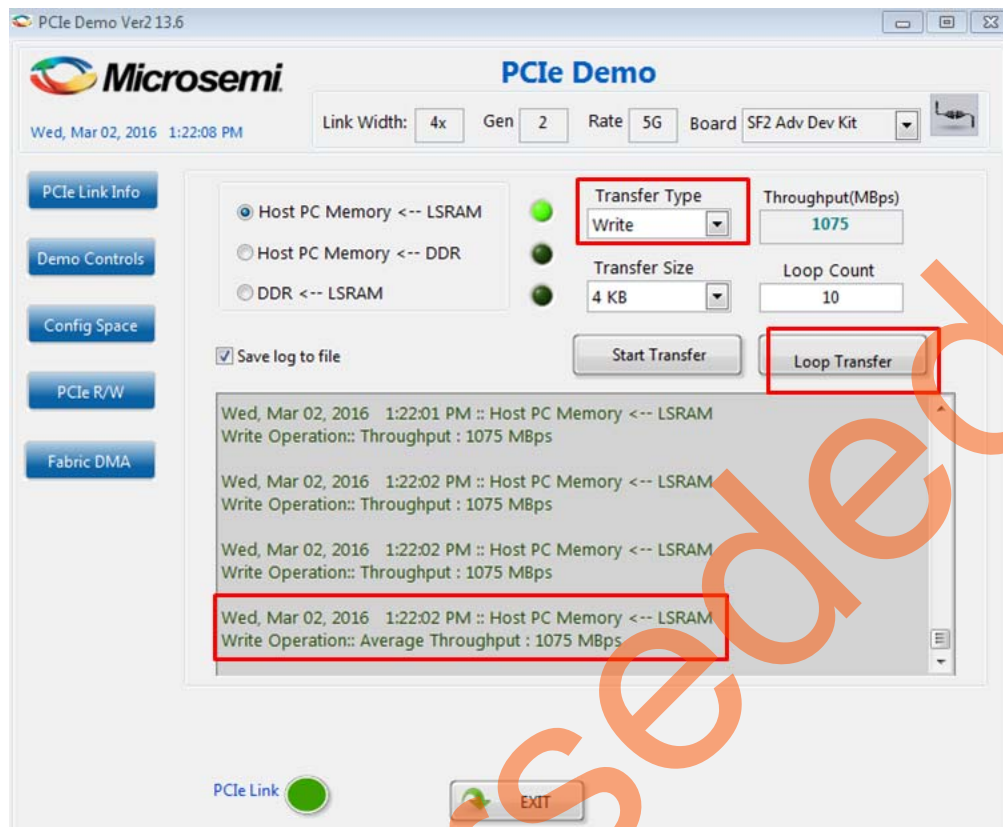 PCIe Demo Ver2 13.6
Microsemi.
PCIe Demo
Wed, Mar 02, 2016 1:22:08 PM
Link Width: 4x Gen 2 Rate 5G Board SF2 Adv Dev Kit
PCIe Link Info
Demo Controls
Config Space
PCIe R/W
Fabric DMA
Host PC Memory <-- LSRAM
Host PC Memory <-- DDR
DDR <-- LSRAM
Transfer Type
Write
Throughput(MBps)
1075
Transfer Size
4 KB
Loop Count
10
Save log to file
Start Transfer
Loop Transfer
Wed, Mar 02, 2016 1:22:01 PM :: Host PC Memory <-- LSRAM
Write Operation:: Throughput : 1075 MBps
Wed, Mar 02, 2016 1:22:02 PM :: Host PC Memory <-- LSRAM
Write Operation:: Throughput : 1075 MBps
Wed, Mar 02, 2016 1:22:02 PM :: Host PC Memory <-- LSRAM
Write Operation:: Throughput : 1075 MBps
Wed, Mar 02, 2016 1:22:02 PM :: Host PC Memory <-- LSRAM
Write Operation:: Average Throughput : 1075 MBps
PCIe Link
EXIT
rseded